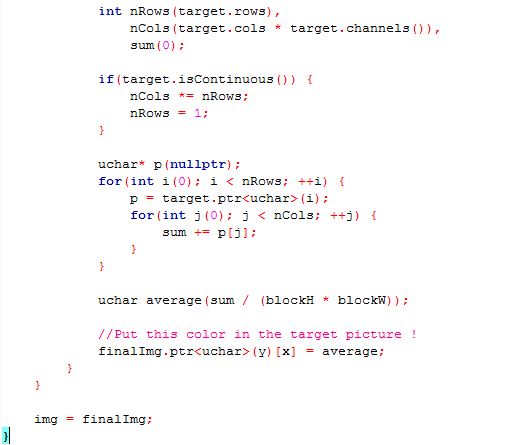 int nRows(target.rows),
nCols(target.cols * target.channels()),
sum(0);
if(target.isContinuous()) {
nCols *= nRows;
nRows = 1;
}
uchar* p(nullptr);
for(int i(0); i < nRows; ++i) {
p = target.ptr<uchar>(i);
for(int j(0); j < nCols; ++j) {
sum += p[j];
}
}
uchar average(sum / (blockH * blockW));
//Put this color in the target picture !
finalImg.ptr<uchar>(y)[x] = average;
}
}
img = finalImg;
}